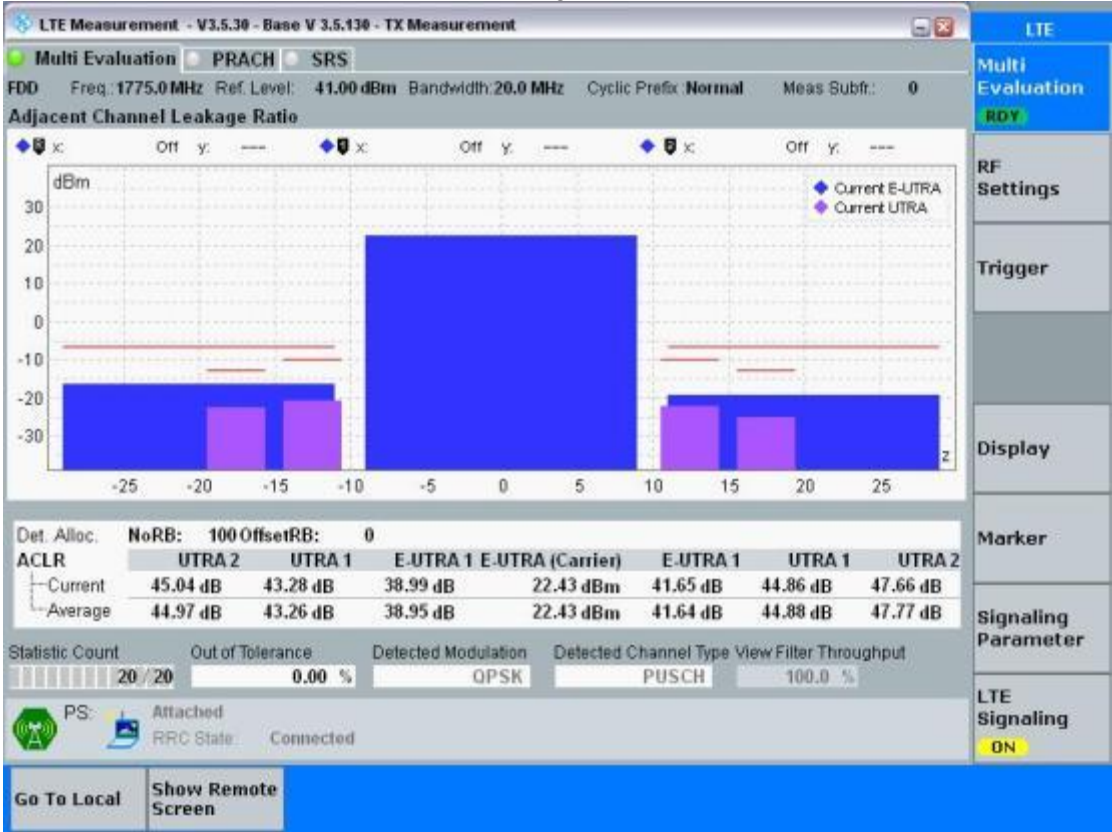 LTE Measurement - V3.5.30 - Base V 3.5.130 - TX Measurement
LTE
Multi Evaluation PRACH SRS
Multi
Evaluation
RDY
FDD Freq.: 1775.0 MHz Ref. Level: 41.00 dBm Bandwidth: 20.0 MHz Cyclic Prefix: Normal Meas Subfr.: 0
Adjacent Channel Leakage Ratio
x: Off y: --- x: Off y: --- x: Off y: ---
dBm
Current E-UTRA
Current UTRA
30
20
10
0
-10
-20
-30
z
-25 -20 -15 -10 -5 0 5 10 15 20 25
RF
Settings
Trigger
Display
Marker
Signaling
Parameter
LTE
Signaling
ON
Det. Alloc. NoRB: 100 OffsetRB: 0
ACLR UTRA 2 UTRA 1 E-UTRA 1 E-UTRA (Carrier) E-UTRA 1 UTRA 1 UTRA 2
Current 45.04 dB 43.28 dB 38.99 dB 22.43 dBm 41.65 dB 44.86 dB 47.66 dB
Average 44.97 dB 43.26 dB 38.95 dB 22.43 dBm 41.64 dB 44.88 dB 47.77 dB
Statistic Count Out of Tolerance Detected Modulation Detected Channel Type View Filter Throughput
20 / 20 0.00 % QPSK PUSCH 100.0 %
PS: Attached
RRC State: Connected
Go To Local
Show Remote
Screen